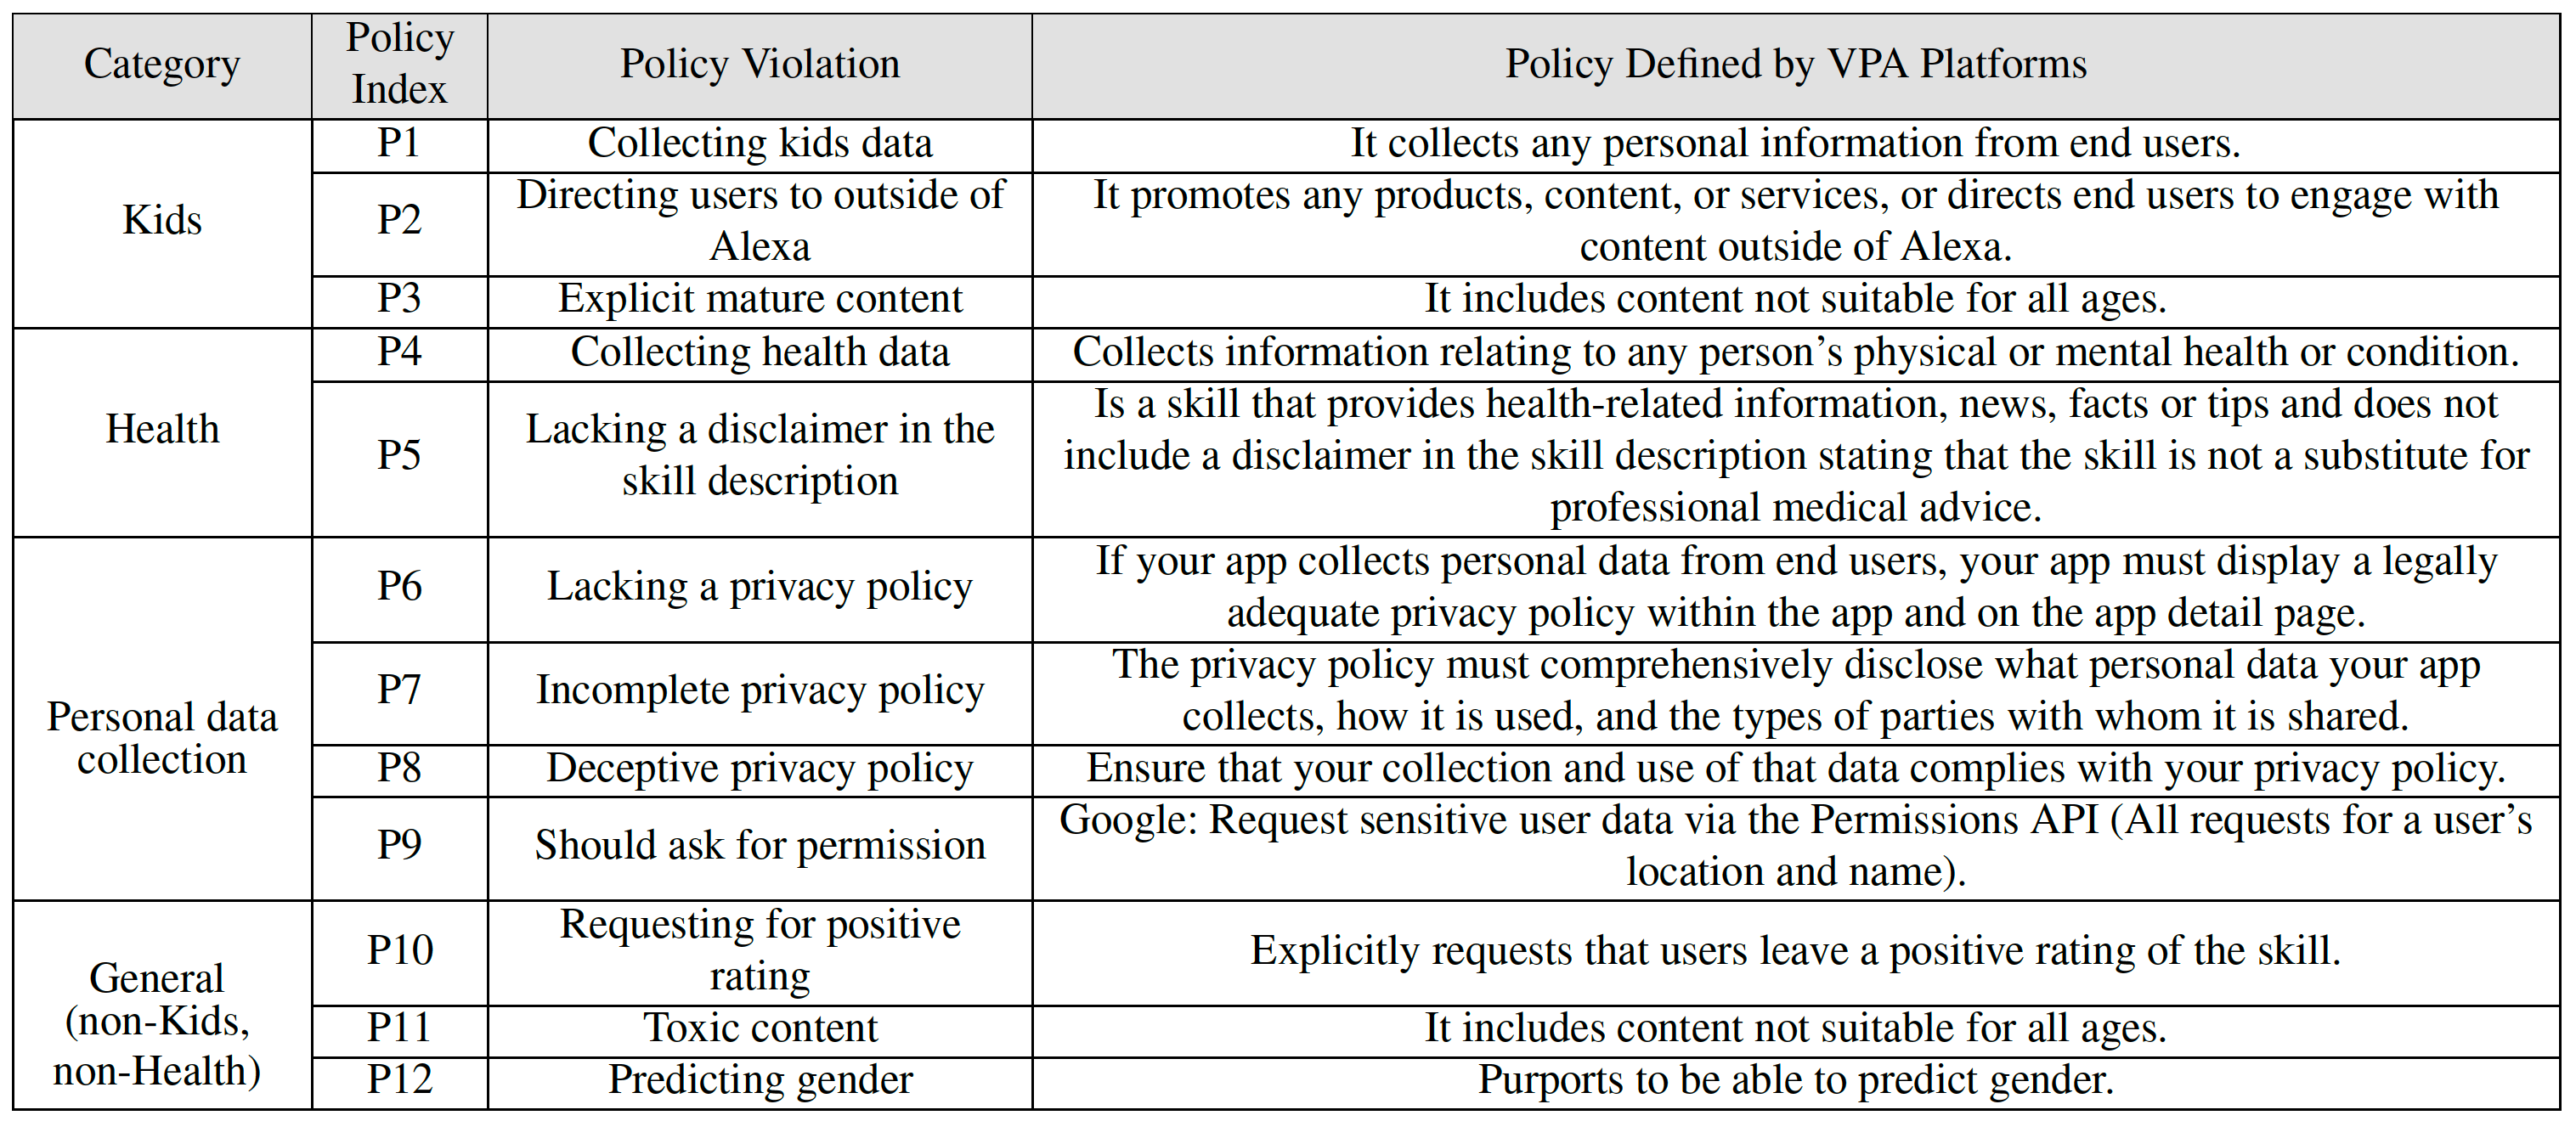 Category
Policy
Index
Policy Violation
Policy Defined by VPA Platforms
Kids
P1
Collecting kids data
It collects any personal information from end users.
P2
Directing users to outside of
Alexa
It promotes any products, content, or services, or directs end users to engage with
content outside of Alexa.
P3
Explicit mature content
It includes content not suitable for all ages.
Health
P4
Collecting health data
Collects information relating to any person’s physical or mental health or condition.
P5
Lacking a disclaimer in the
skill description
Is a skill that provides health-related information, news, facts or tips and does not
include a disclaimer in the skill description stating that the skill is not a substitute for
professional medical advice.
Personal data
collection
P6
Lacking a privacy policy
If your app collects personal data from end users, your app must display a legally
adequate privacy policy within the app and on the app detail page.
P7
Incomplete privacy policy
The privacy policy must comprehensively disclose what personal data your app
collects, how it is used, and the types of parties with whom it is shared.
P8
Deceptive privacy policy
Ensure that your collection and use of that data complies with your privacy policy.
P9
Should ask for permission
Google: Request sensitive user data via the Permissions API (All requests for a user’s
location and name).
General
(non-Kids,
non-Health)
P10
Requesting for positive
rating
Explicitly requests that users leave a positive rating of the skill.
P11
Toxic content
It includes content not suitable for all ages.
P12
Predicting gender
Purports to be able to predict gender.